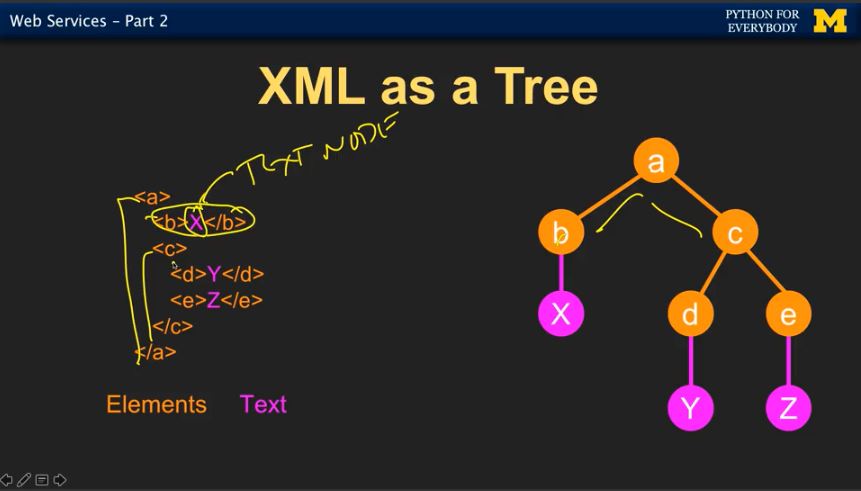 Web Services – Part 2
PYTHON FOR
EVERYBODY
M
XML as a Tree
TEXT NODE
<a>
<b>X</b>
<c>
<d>Y</d>
<e>Z</e>
</c>
</a>
Elements Text
a
b
c
X
d
e
Y
Z